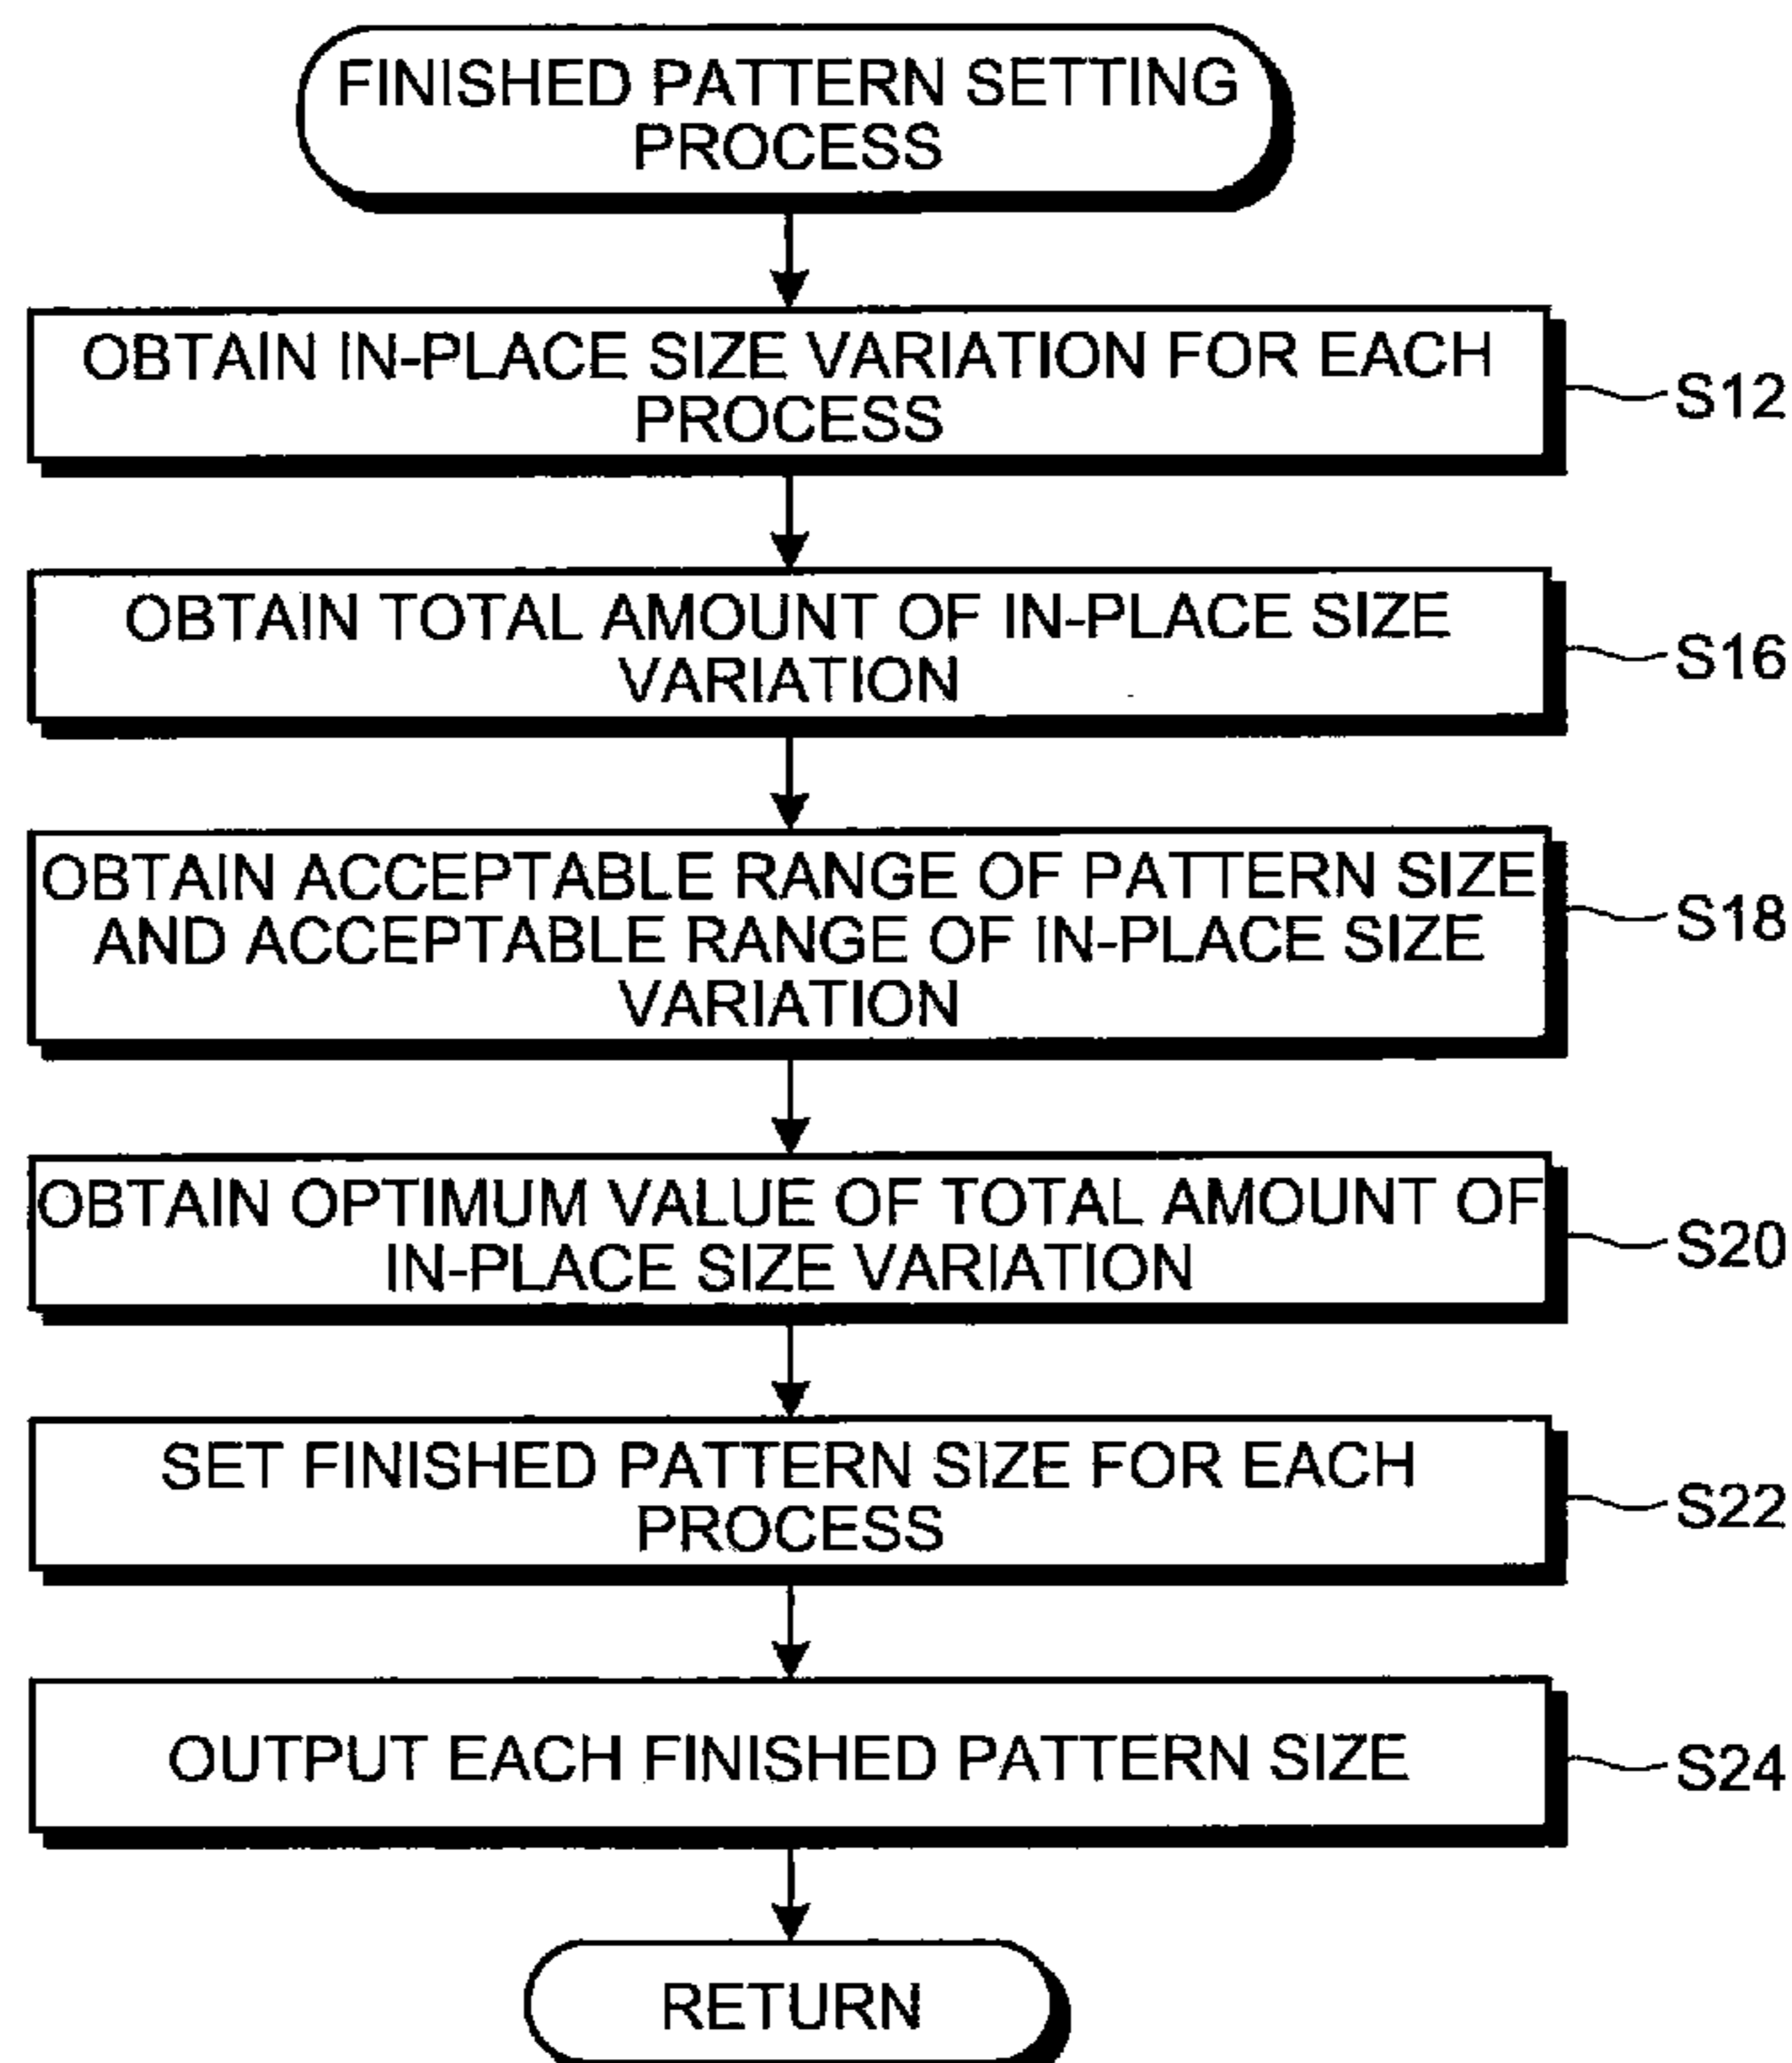 FINISHED PATTERN SETTING
PROCESS
OBTAIN IN-PLACE SIZE VARIATION FOR EACH
PROCESS
S12
OBTAIN TOTAL AMOUNT OF IN-PLACE SIZE
VARIATION
S16
OBTAIN ACCEPTABLE RANGE OF PATTERN SIZE
AND ACCEPTABLE RANGE OF IN-PLACE SIZE
VARIATION
S18
OBTAIN OPTIMUM VALUE OF TOTAL AMOUNT OF
IN-PLACE SIZE VARIATION
S20
SET FINISHED PATTERN SIZE FOR EACH
PROCESS
S22
OUTPUT EACH FINISHED PATTERN SIZE
S24
RETURN